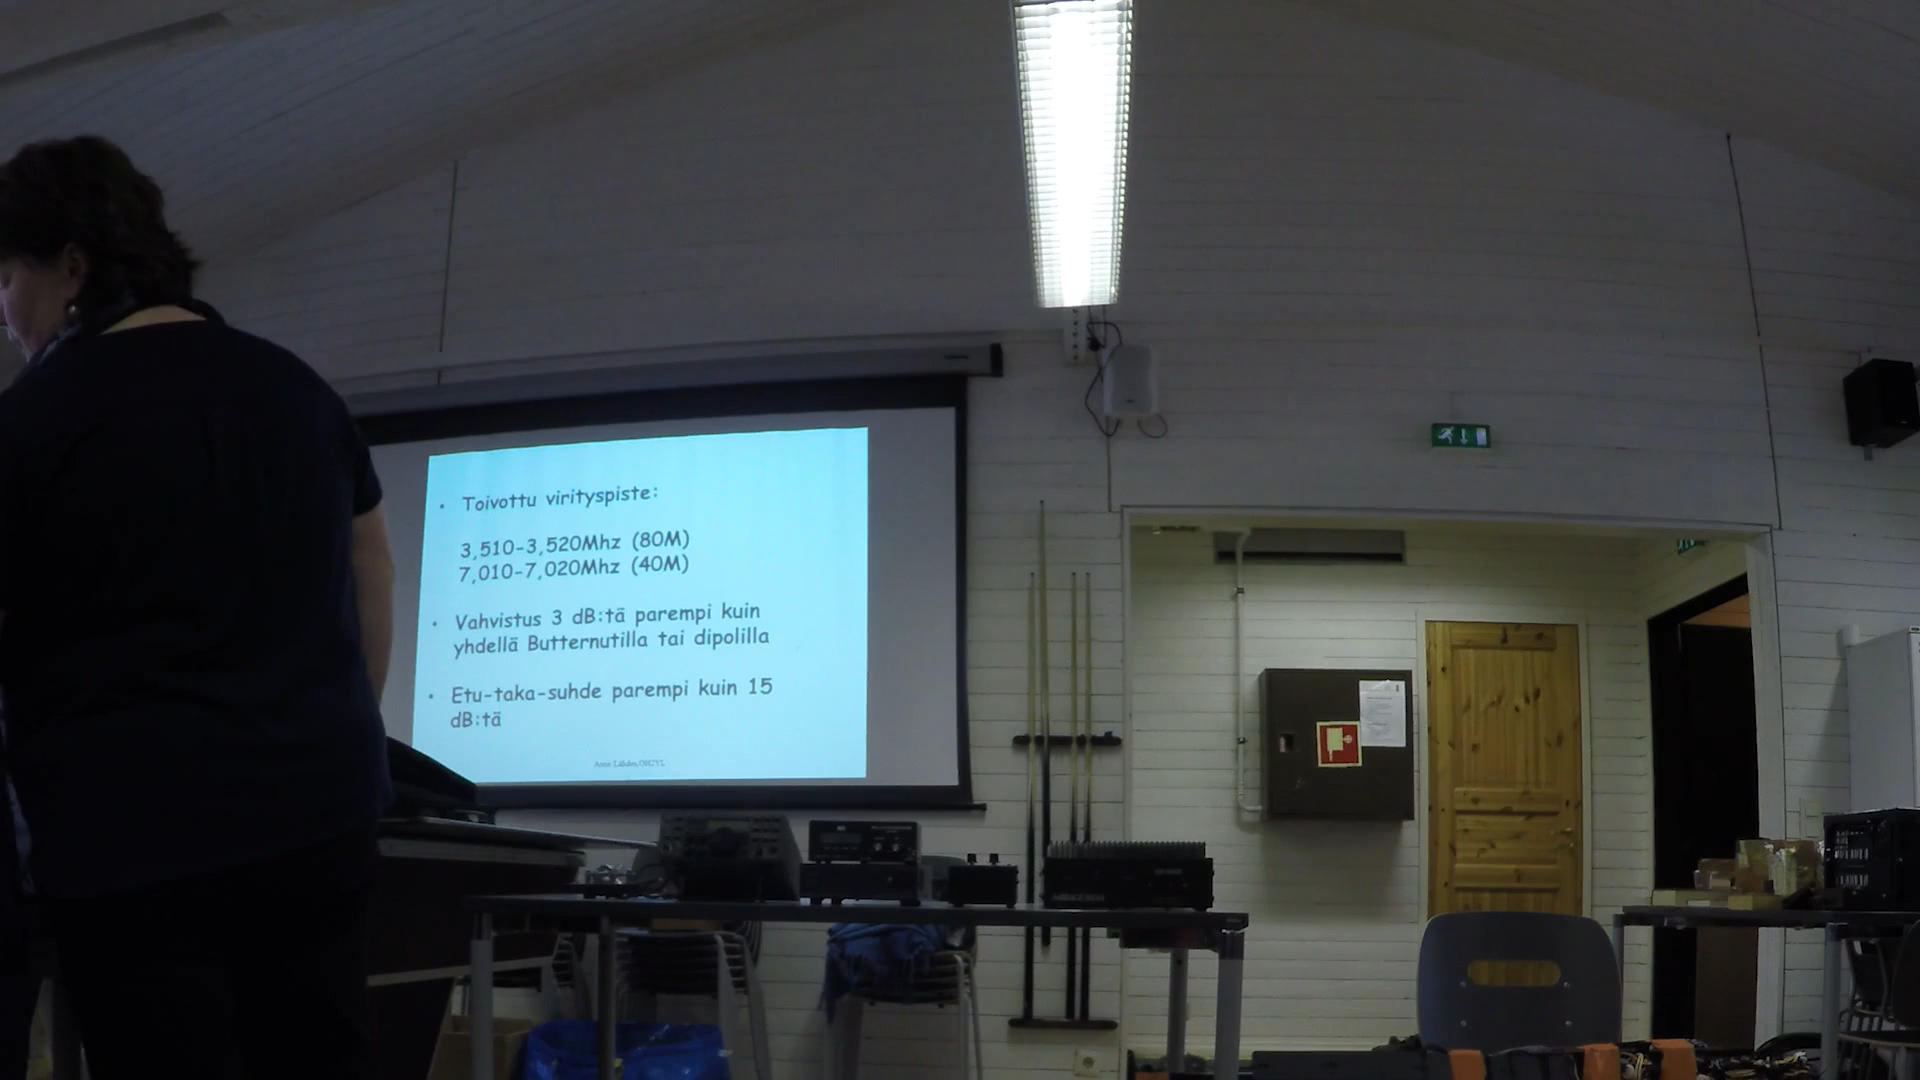 Toivottu virityspiste:
3,510-3,520Mhz (80M)
7,010-7,020Mhz (40M)
Vahvistus 3 dB:tä parempi kuin
yhdellä Butternutilla tai dipolilla
Etu-taka-suhde parempi kuin 15
dB:tä